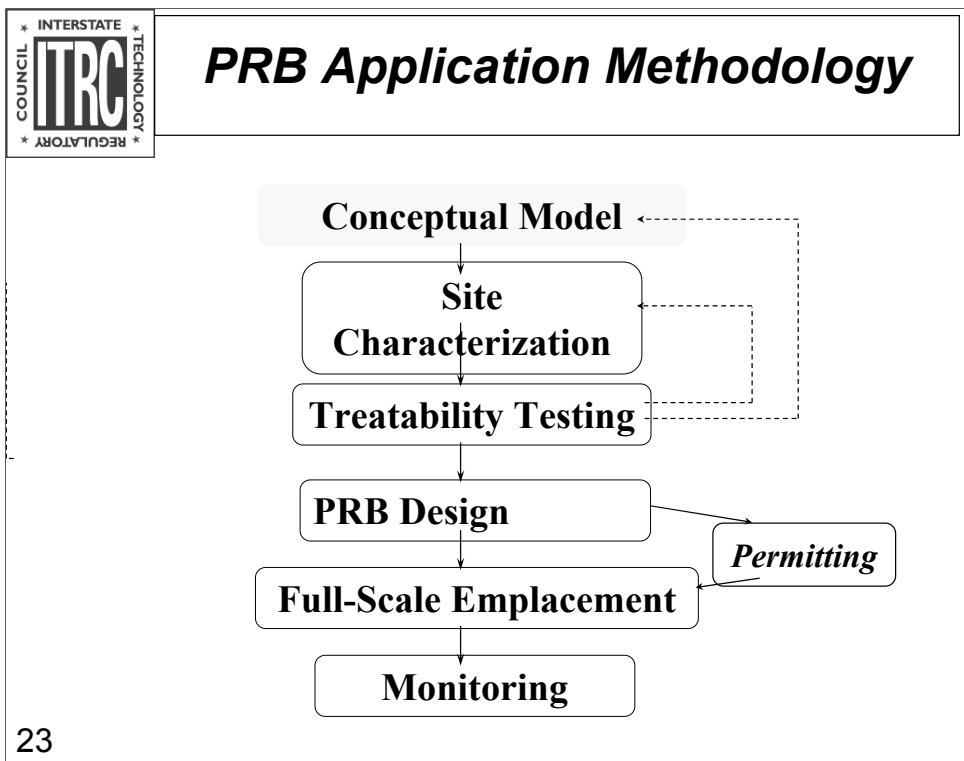 INTERSTATE
TECHNOLOGY
REGULATORY
COUNCIL
ITRC
PRB Application Methodology
Conceptual Model
Site
Characterization
Treatability Testing
PRB Design
Permitting
Full-Scale Emplacement
Monitoring
23